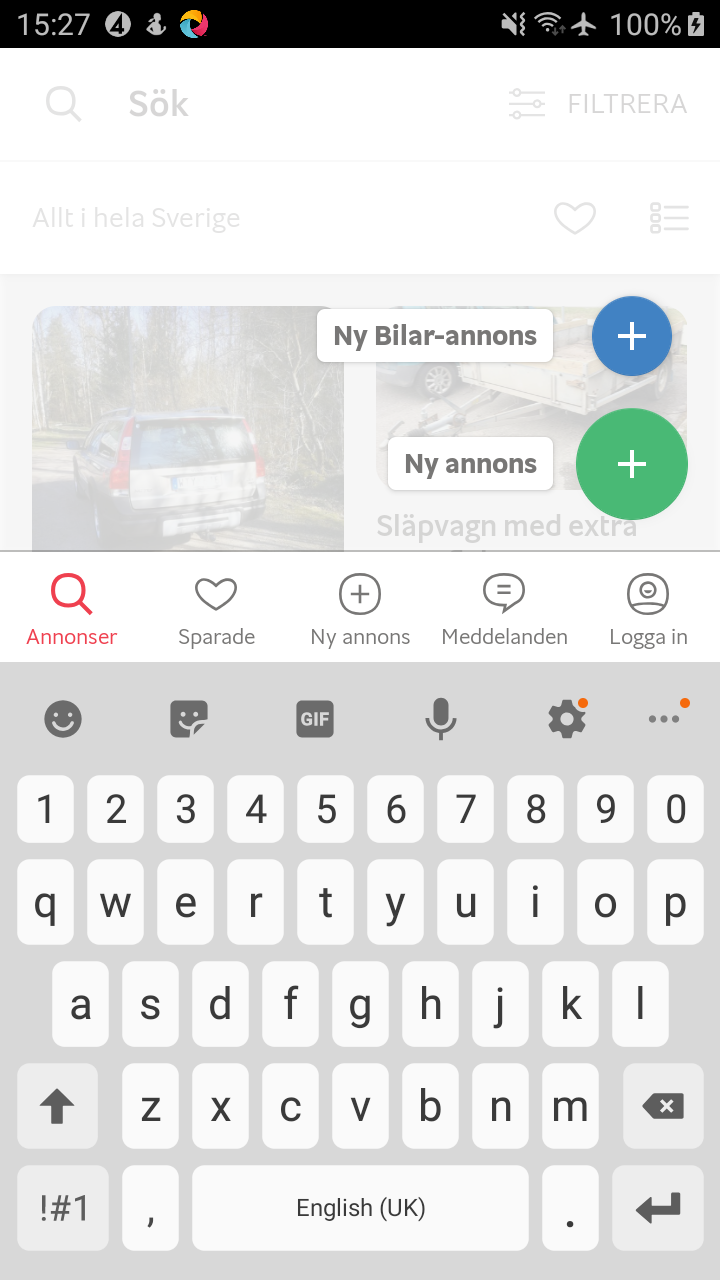 15:27 4 100%
Sök FILTRERA
Allt i hela Sverige
Ny Bilar-annons
Ny annons
Släpvagn med extra
Annonser Sparade Ny annons Meddelanden Logga in
GIF
1 2 3 4 5 6 7 8 9 0
q w e r t y u i o p
a s d f g h j k l
z x c v b n m
!#1 , English (UK) .